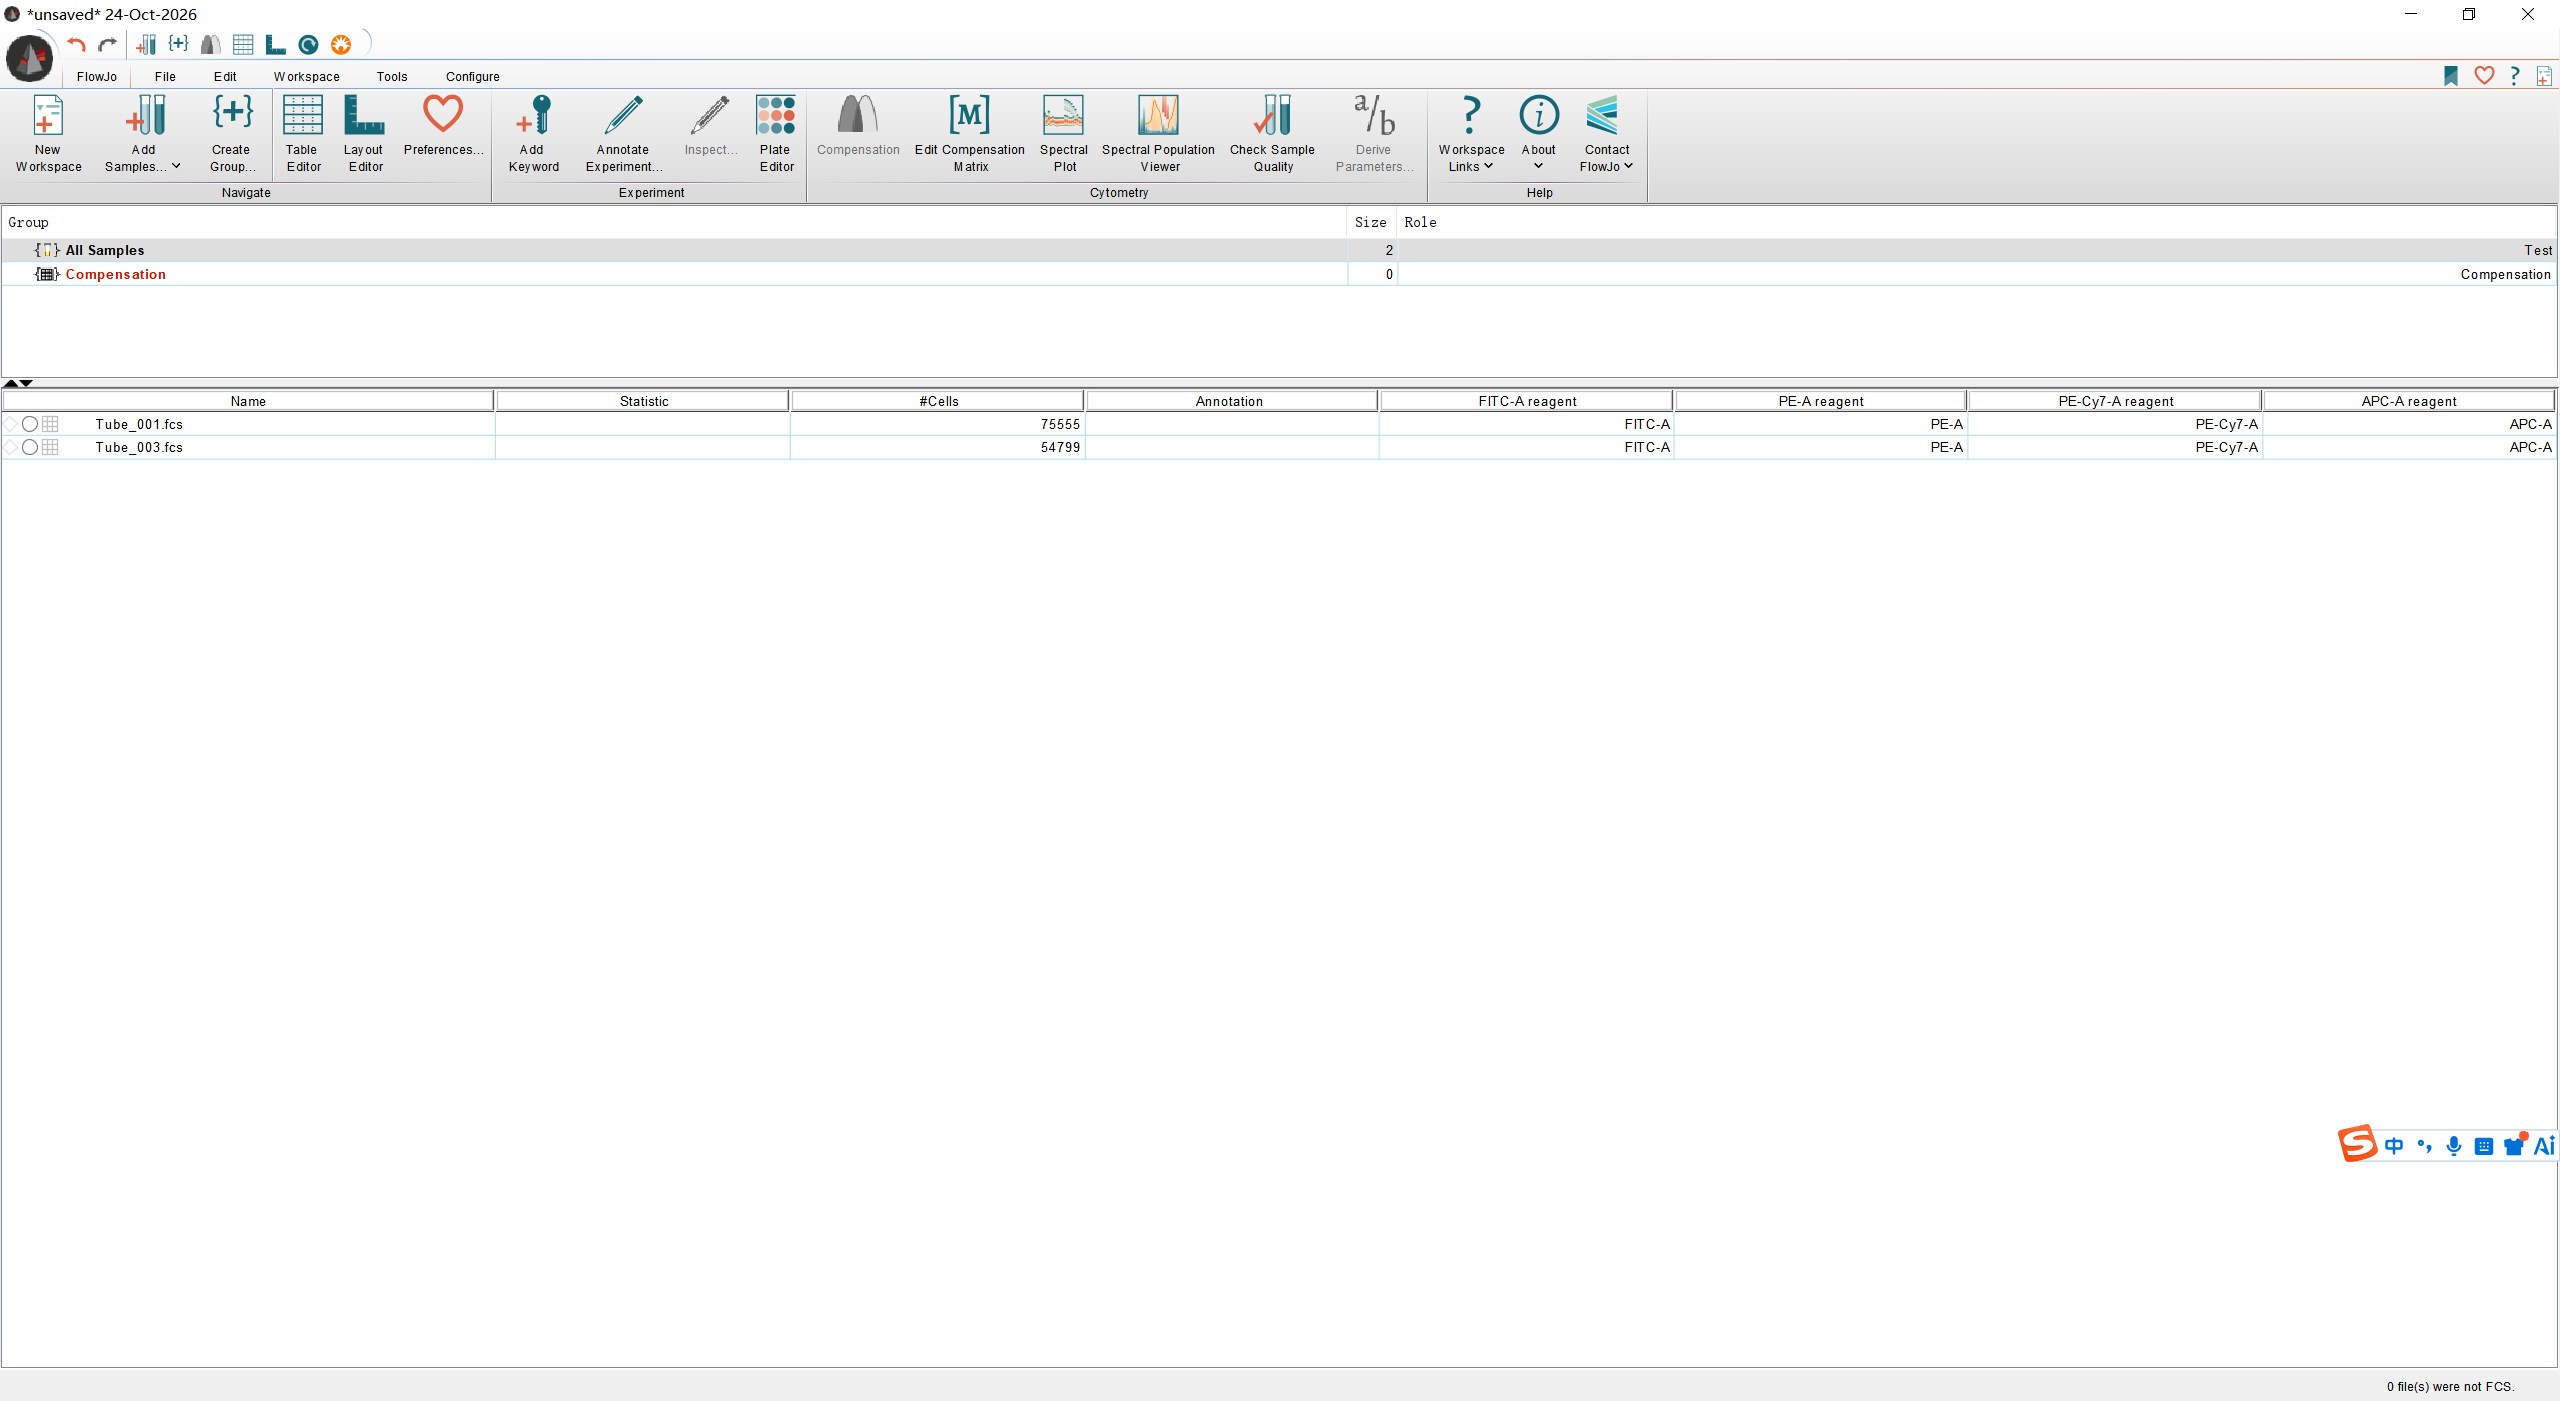 *unsaved* 24-Oct-2026
FlowJo File Edit Workspace Tools Configure
New Workspace
Add Samples...
Create Group...
Table Editor
Layout Editor
Preferences...
Add Keyword
Annotate Experiment...
Inspect...
Plate Editor
Compensation
Edit Compensation Matrix
Spectral Plot
Spectral Population Viewer
Check Sample Quality
a/b
Derive Parameters...
Workspace Links
About
Contact FlowJo
Navigate Experiment Cytometry Help
Group Size Role
All Samples 2 Test
Compensation 0 Compensation
Name Statistic #Cells Annotation FITC-A reagent PE-A reagent PE-Cy7-A reagent APC-A reagent
Tube_001.fcs 75555 FITC-A PE-A PE-Cy7-A APC-A
Tube_003.fcs 54799 FITC-A PE-A PE-Cy7-A APC-A
S 中 Ai
0 file(s) were not FCS.